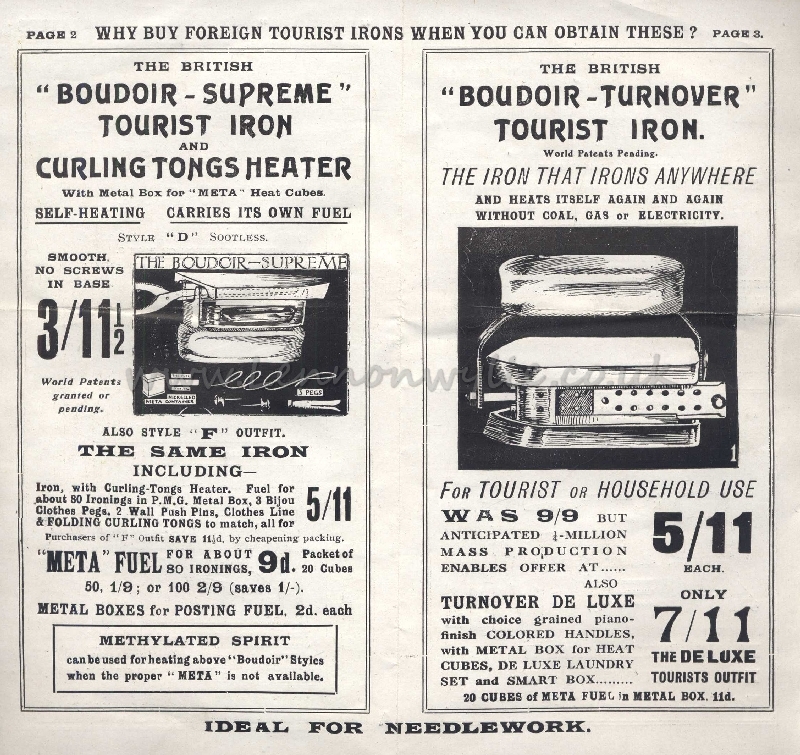 PAGE 2 WHY BUY FOREIGN TOURIST IRONS WHEN YOU CAN OBTAIN THESE? PAGE 3.
THE BRITISH
"BOUDOIR-SUPREME"
TOURIST IRON
AND
CURLING TONGS HEATER
With Metal Box for "META" Heat Cubes.
SELF-HEATING CARRIES ITS OWN FUEL
STYLE "D" SOOTLESS.
SMOOTH.
NO SCREWS
IN BASE
3/11½
World Patents
granted or
pending.
THE BOUDOIR-SUPREME
NICKELLED
META CONTAINER
3 PEGS
ALSO STYLE "F" OUTFIT.
THE SAME IRON
INCLUDING—
Iron, with Curling-Tongs Heater. Fuel for
about 80 Ironings in P.M.G. Metal Box, 3 Bijou
Clothes Pegs, 2 Wall Push Pins, Clothes Line
& FOLDING CURLING TONGS to match, all for
5/11
Purchasers of "F" Outfit SAVE 11½d, by cheapening packing.
"META" FUEL FOR ABOUT 80 IRONINGS, 9d. Packet of 20 Cubes
50, 1/9; or 100 2/9 (saves 1/-).
METAL BOXES for POSTING FUEL, 2d. each
METHYLATED SPIRIT
can be used for heating above "Boudoir" Styles
when the proper "META" is not available.
THE BRITISH
"BOUDOIR-TURNOVER"
TOURIST IRON.
World Patents Pending.
THE IRON THAT IRONS ANYWHERE
AND HEATS ITSELF AGAIN AND AGAIN
WITHOUT COAL, GAS or ELECTRICITY.
1
FOR TOURIST OR HOUSEHOLD USE
WAS 9/9 BUT
ANTICIPATED ¼-MILLION
MASS PRODUCTION
ENABLES OFFER AT......
5/11
EACH.
ALSO
TURNOVER DE LUXE
with choice grained piano-
finish COLORED HANDLES,
with METAL BOX for HEAT
CUBES, DE LUXE LAUNDRY
SET and SMART BOX.........
ONLY
7/11
THE DE LUXE
TOURISTS OUTFIT
20 CUBES of META FUEL in METAL BOX, 11d.
IDEAL FOR NEEDLEWORK.
www.lennonwylie.co.uk